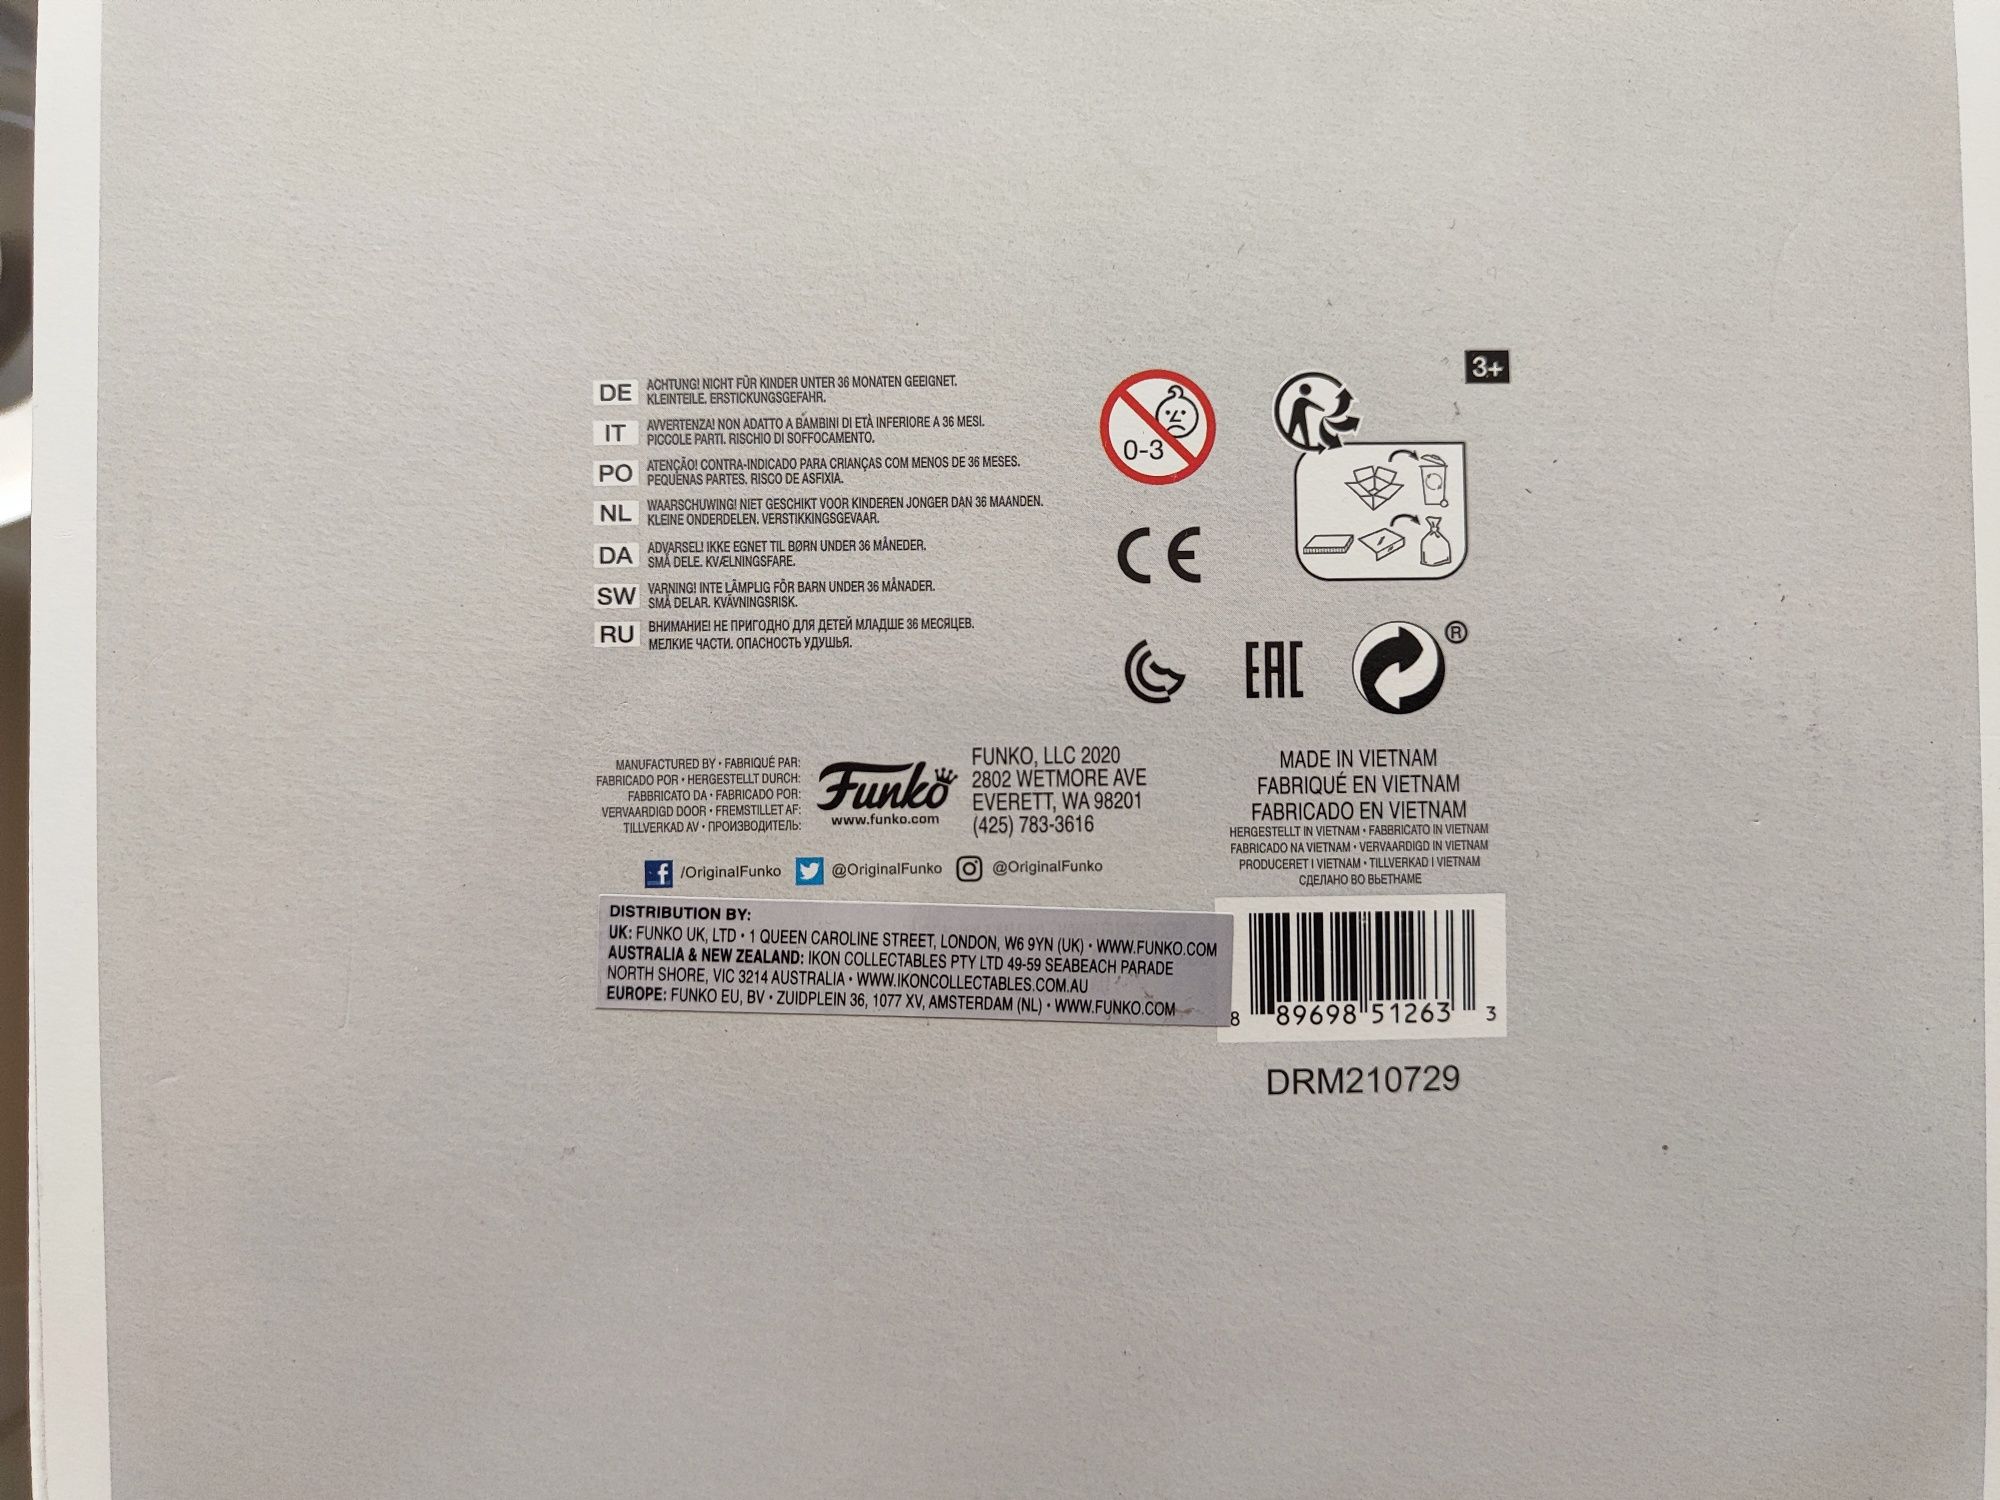 3+
DE
ACHTUNG! NICHT FÜR KINDER UNTER 36 MONATEN GEEIGNET.
KLEINTEILE. ERSTICKUNGSGEFAHR.
IT
AVVERTENZA! NON ADATTO A BAMBINI DI ETÀ INFERIORE A 36 MESI.
PICCOLE PARTI. RISCHIO DI SOFFOCAMENTO.
PO
ATENÇÃO! CONTRA-INDICADO PARA CRIANÇAS COM MENOS DE 36 MESES.
PEQUENAS PARTES. RISCO DE ASFIXIA.
NL
WAARSCHUWING! NIET GESCHIKT VOOR KINDEREN JONGER DAN 36 MAANDEN.
KLEINE ONDERDELEN. VERSTIKKINGSGEVAAR.
DA
ADVARSEL! IKKE EGNET TIL BØRN UNDER 36 MÅNEDER.
SMÅ DELE. KVÆLNINGSFARE.
SW
VARNING! INTE LÄMPLIG FÖR BARN UNDER 36 MÅNADER.
SMÅ DELAR. KVÄVNINGSRISK.
RU
ВНИМАНИЕ! НЕ ПРИГОДНО ДЛЯ ДЕТЕЙ МЛАДШЕ 36 МЕСЯЦЕВ.
МЕЛКИЕ ЧАСТИ. ОПАСНОСТЬ УДУШЬЯ.
0-3
CE
EAC
®
MANUFACTURED BY • FABRIQUÉ PAR:
FABRICADO POR • HERGESTELLT DURCH:
FABBRICATO DA • FABRICADO POR:
VERVAARDIGD DOOR • FREMSTILLET AF:
TILLVERKAD AV • ПРОИЗВОДИТЕЛЬ:
Funko
www.funko.com
FUNKO, LLC 2020
2802 WETMORE AVE
EVERETT, WA 98201
(425) 783-3616
MADE IN VIETNAM
FABRIQUÉ EN VIETNAM
FABRICADO EN VIETNAM
HERGESTELLT IN VIETNAM • FABBRICATO IN VIETNAM
FABRICADO NA VIETNAM • VERVAARDIGD IN VIETNAM
PRODUCERET I VIETNAM • TILLVERKAD I VIETNAM
СДЕЛАНО ВО ВЬЕТНАМЕ
f /OriginalFunko @OriginalFunko @OriginalFunko
DISTRIBUTION BY:
UK: FUNKO UK, LTD • 1 QUEEN CAROLINE STREET, LONDON, W6 9YN (UK) • WWW.FUNKO.COM
AUSTRALIA & NEW ZEALAND: IKON COLLECTABLES PTY LTD 49-59 SEABEACH PARADE
NORTH SHORE, VIC 3214 AUSTRALIA • WWW.IKONCOLLECTABLES.COM.AU
EUROPE: FUNKO EU, BV • ZUIDPLEIN 36, 1077 XV, AMSTERDAM (NL) • WWW.FUNKO.COM
8 89698 51263 3
DRM210729